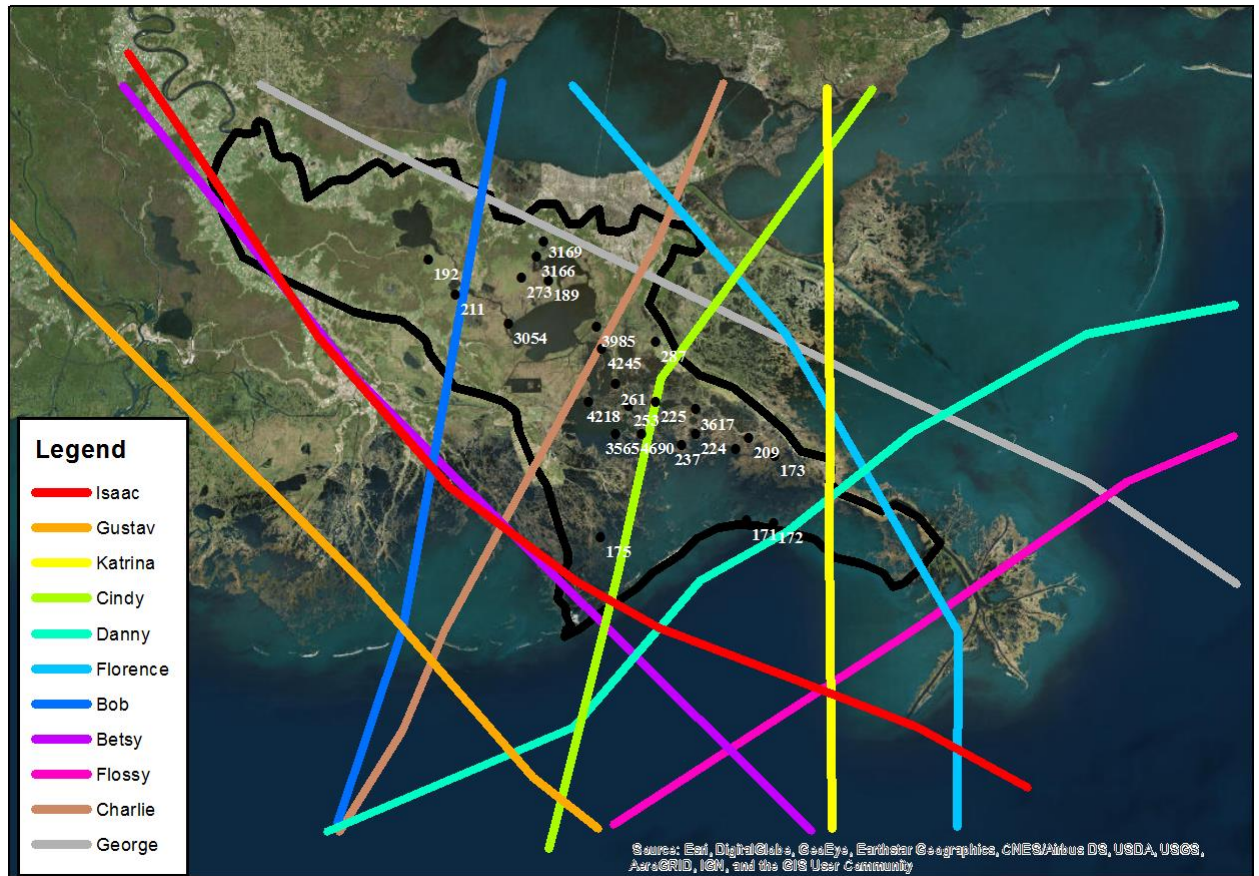 3169
3166
192
273
189
211
3054
3985
287
4245
261
4218
253
225
3617
3565
4690
237
224
209
173
171
172
175
Legend
Isaac
Gustav
Katrina
Cindy
Danny
Florence
Bob
Betsy
Flossy
Charlie
George
Source: Esri, DigitalGlobe, GeoEye, Earthstar Geographics, CNES/Airbus DS, USDA, USGS,
AeroGRID, IGN, and the GIS User Community